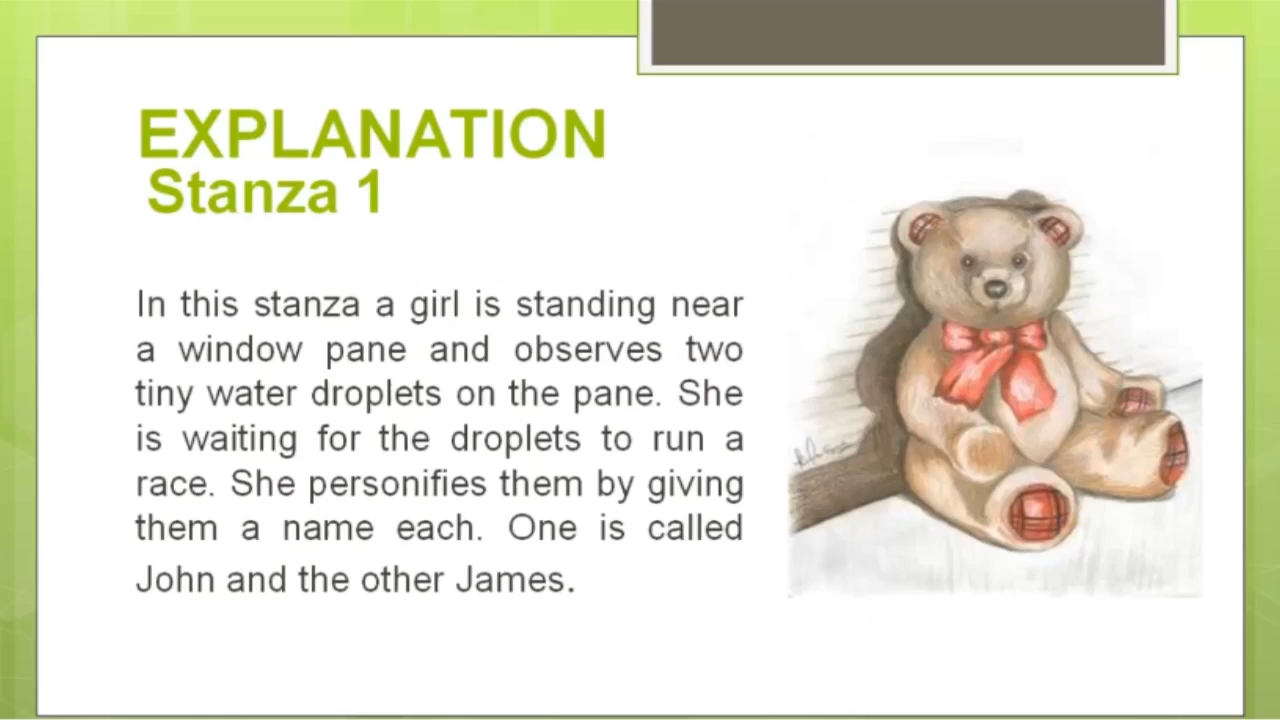 EXPLANATION
Stanza 1
In this stanza a girl is standing near
a window pane and observes two
tiny water droplets on the pane. She
is waiting for the droplets to run a
race. She personifies them by giving
them a name each. One is called
John and the other James.